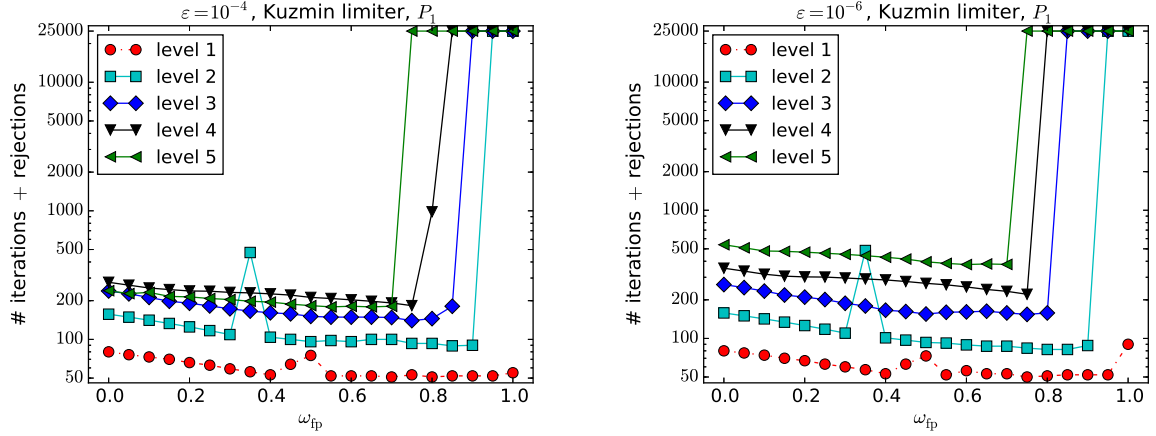 ε=10⁻⁴, Kuzmin limiter, P₁
# iterations + rejections
25000
10000
5000
2000
1000
500
200
100
50
level 1
level 2
level 3
level 4
level 5
0.0 0.2 0.4 0.6 0.8 1.0
ω_fp
ε=10⁻⁶, Kuzmin limiter, P₁
# iterations + rejections
25000
10000
5000
2000
1000
500
200
100
50
level 1
level 2
level 3
level 4
level 5
0.0 0.2 0.4 0.6 0.8 1.0
ω_fp